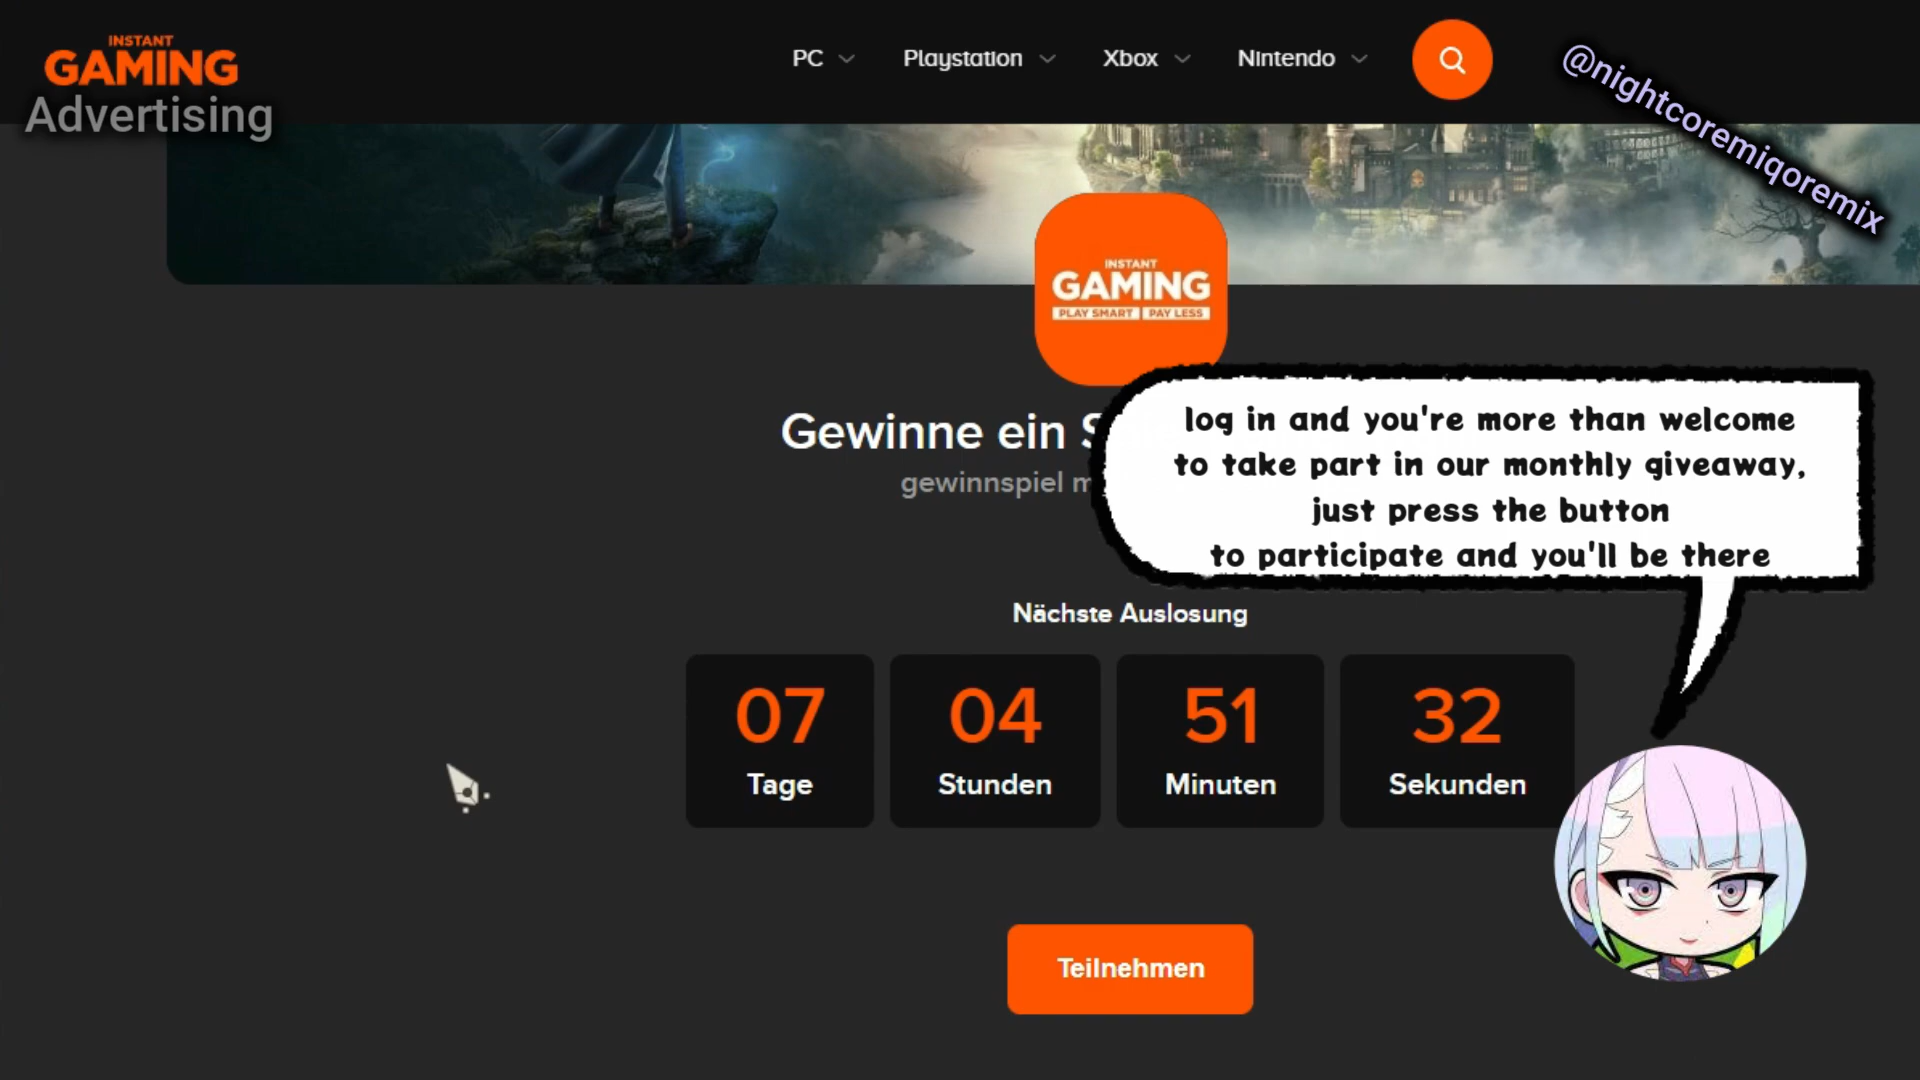 INSTANT
GAMING
Advertising
PC
Playstation
Xbox
Nintendo
@nightcoremiqoremix
INSTANT
GAMING
PLAY SMART PAY LESS
Gewinne ein
gewinnspiel
log in and you're more than welcome
to take part in our monthly giveaway,
just press the button
to participate and you'll be there
Nächste Auslosung
07
Tage
04
Stunden
51
Minuten
32
Sekunden
Teilnehmen